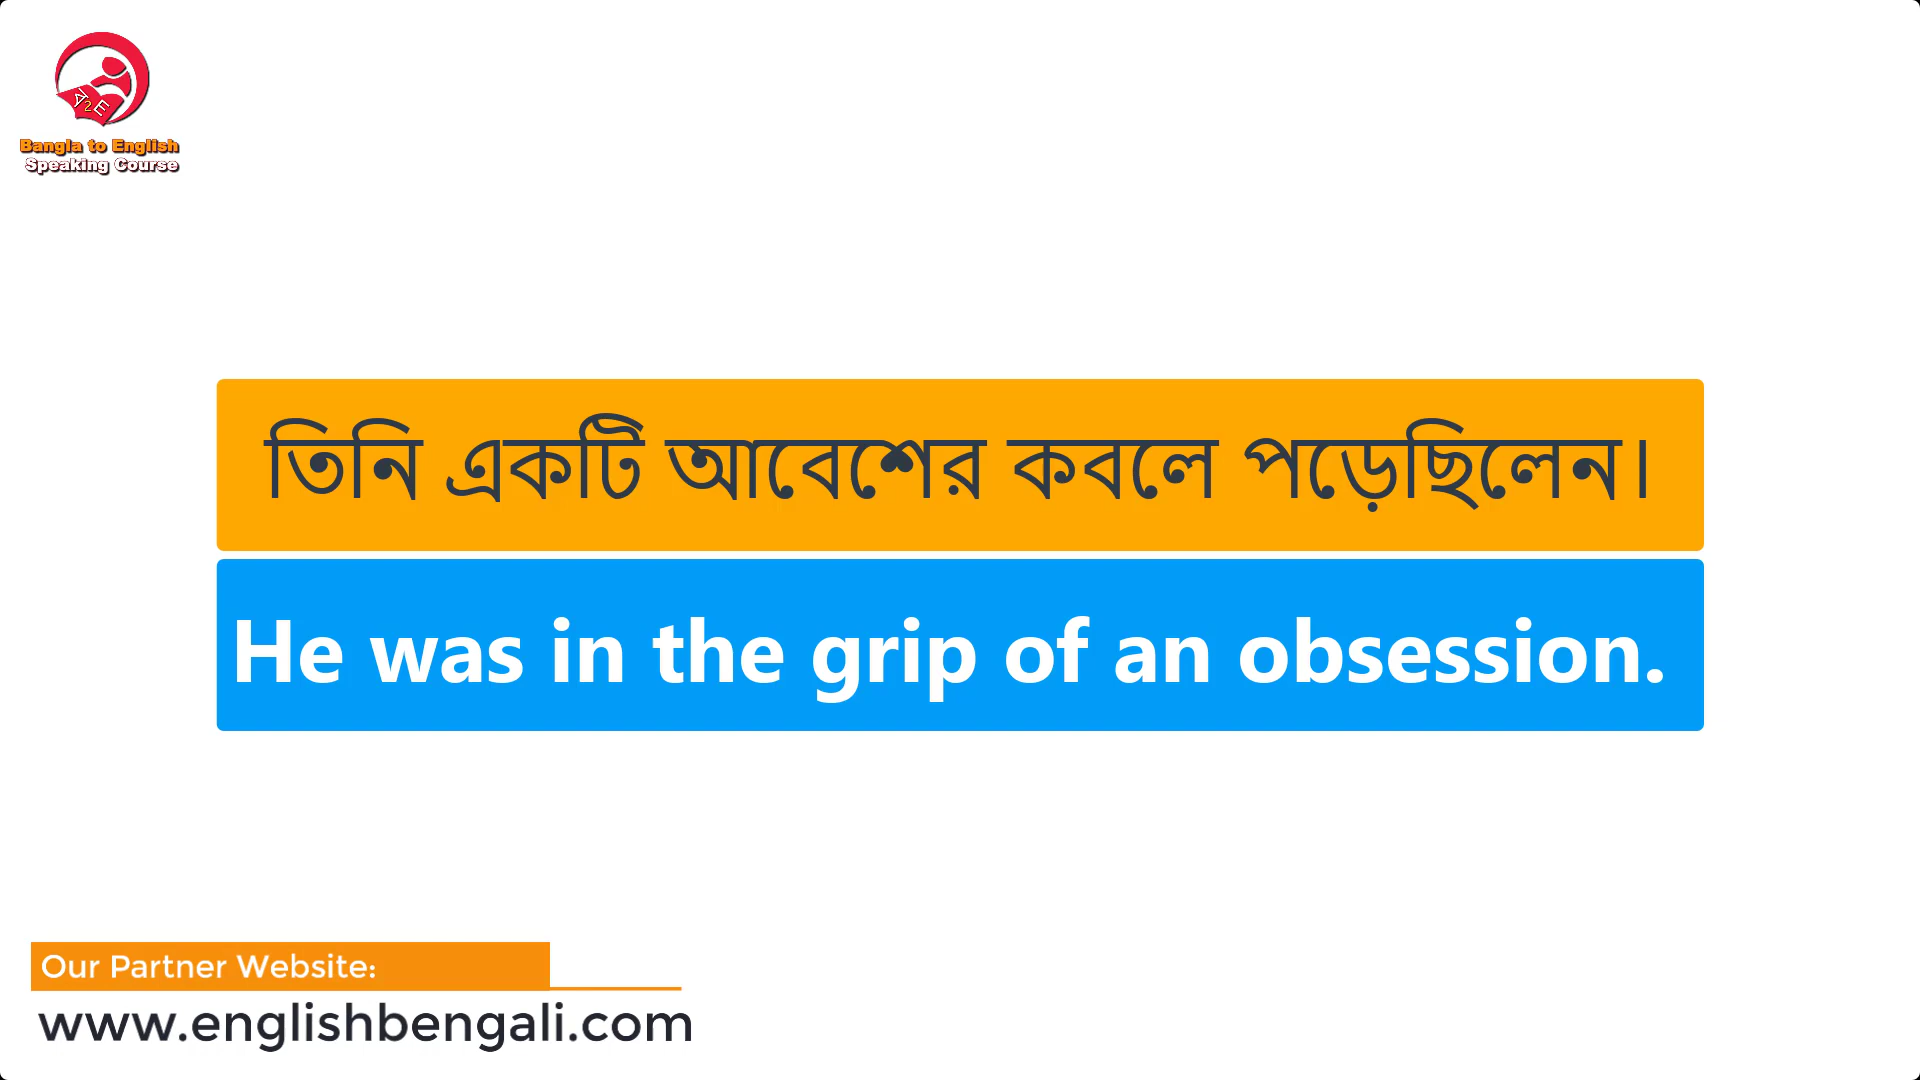 অ2E
Bangla to English
Speaking Course
তিনি একটি আবেশের কবলে পড়েছিলেন।
He was in the grip of an obsession.
Our Partner Website:
www.englishbengali.com